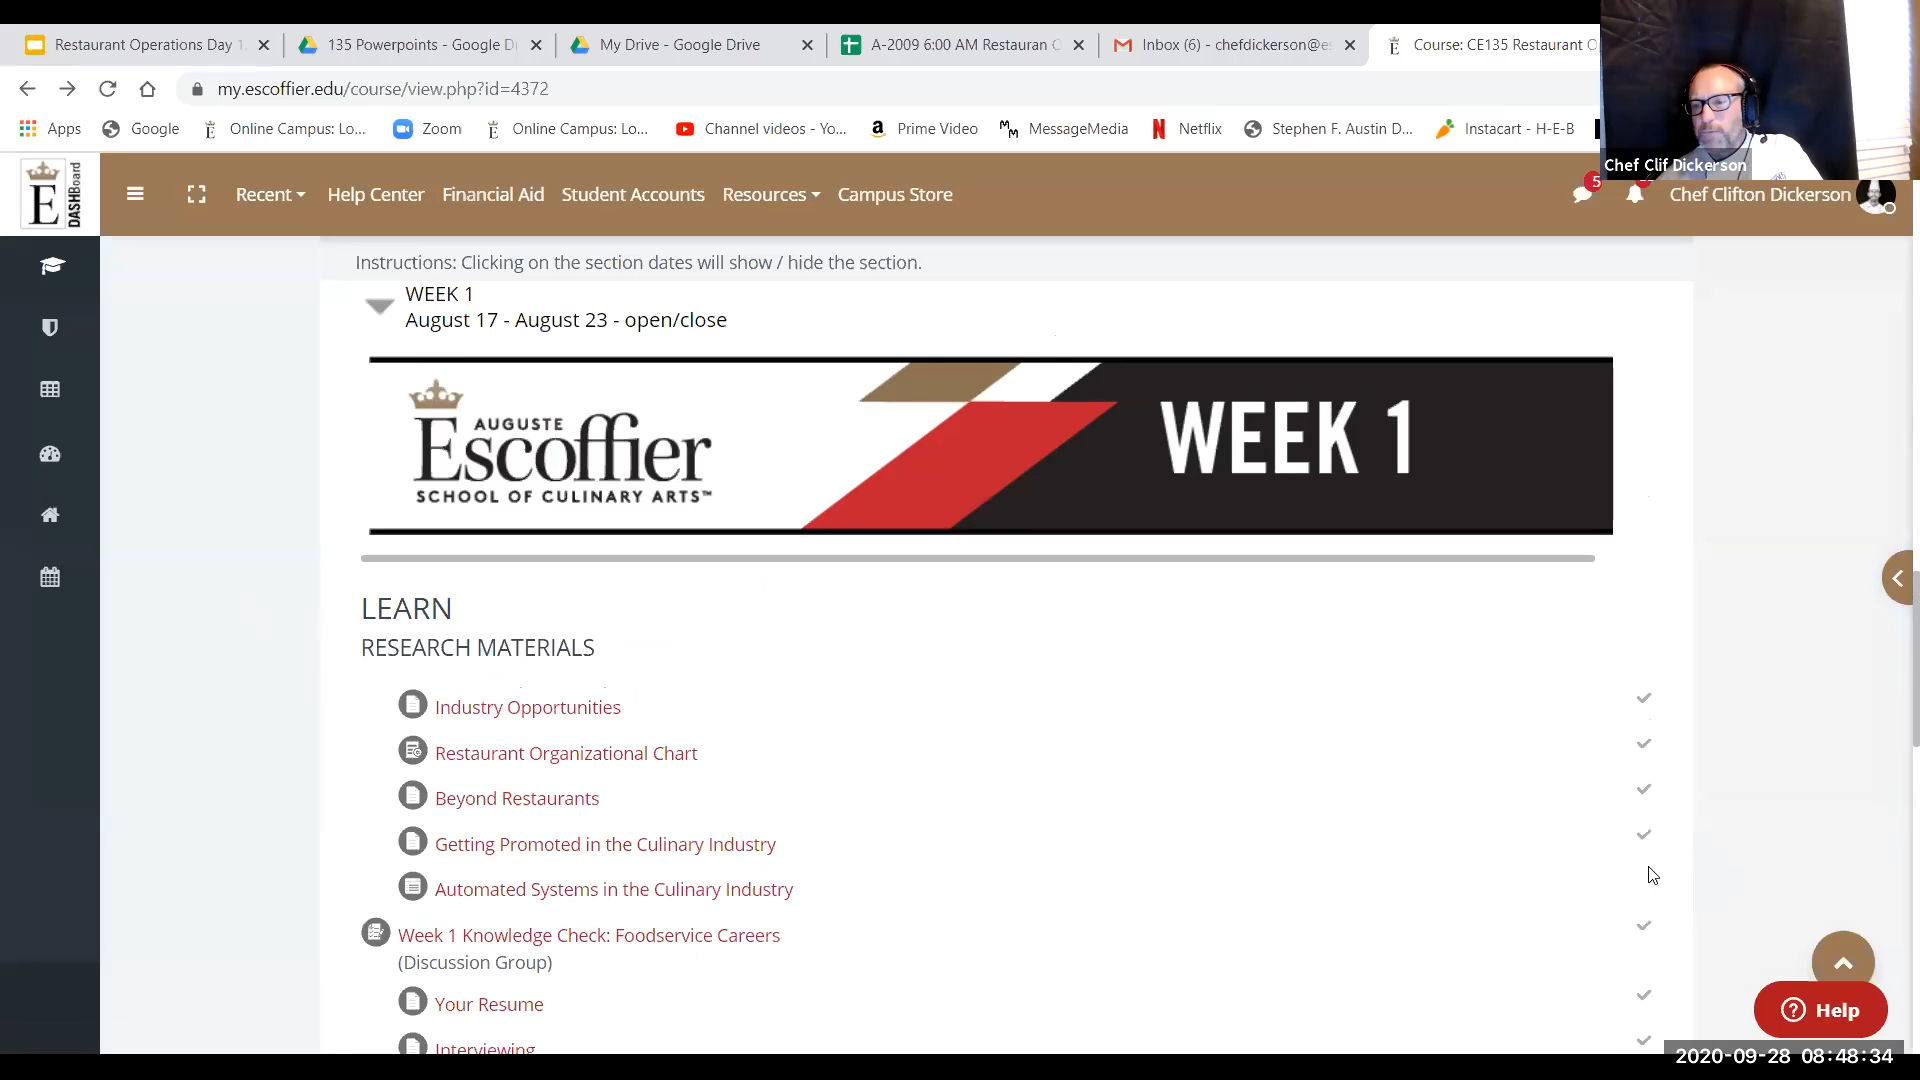 Restaurant Operations Day 1
135 Powerpoints - Google D
My Drive - Google Drive
A-2009 6:00 AM Restauran O
Inbox (6) - chefdickerson@es
Course: CE135 Restaurant O
my.escoffier.edu/course/view.php?id=4372
Apps
Google
Online Campus: Lo...
Zoom
Online Campus: Lo...
Channel videos - Yo...
Prime Video
MessageMedia
Netflix
Stephen F. Austin D...
Instacart - H-E-B
Chef Clif Dickerson
E DASHBoard
Recent
Help Center
Financial Aid
Student Accounts
Resources
Campus Store
5
Chef Clifton Dickerson
Instructions: Clicking on the section dates will show / hide the section.
WEEK 1
August 17 - August 23 - open/close
AUGUSTE
Escoffier
SCHOOL OF CULINARY ARTS™
WEEK 1
LEARN
RESEARCH MATERIALS
Industry Opportunities
Restaurant Organizational Chart
Beyond Restaurants
Getting Promoted in the Culinary Industry
Automated Systems in the Culinary Industry
Week 1 Knowledge Check: Foodservice Careers
(Discussion Group)
Your Resume
Interviewing
Help
2020-09-28 08:48:34